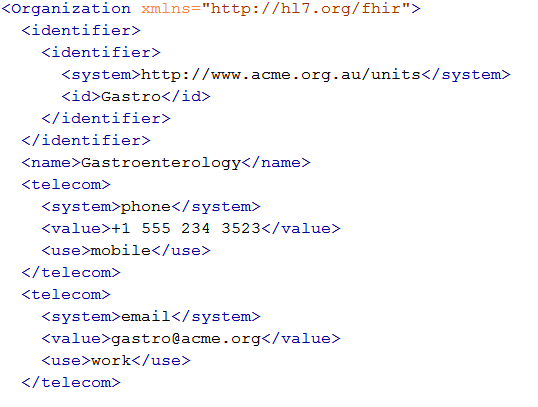 <Organization xmlns="http://hl7.org/fhir">
  <identifier>
    <identifier>
      <system>http://www.acme.org.au/units</system>
      <id>Gastro</id>
    </identifier>
  </identifier>
  <name>Gastroenterology</name>
  <telecom>
    <system>phone</system>
    <value>+1 555 234 3523</value>
    <use>mobile</use>
  </telecom>
  <telecom>
    <system>email</system>
    <value>gastro@acme.org</value>
    <use>work</use>
  </telecom>